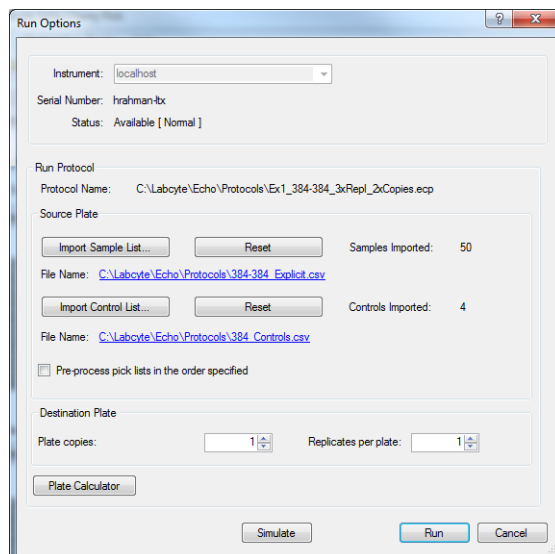 Run Options
Instrument: localhost
Serial Number: hrahman-ltx
Status: Available [ Normal ]
Run Protocol
Protocol Name: C:\Labcyte\Echo\Protocols\Ex1_384-384_3xRepl_2xCopies.ecp
Source Plate
Import Sample List... Reset Samples Imported: 50
File Name: C:\Labcyte\Echo\Protocols\384-384_Explicit.csv
Import Control List... Reset Controls Imported: 4
File Name: C:\Labcyte\Echo\Protocols\384_Controls.csv
Pre-process pick lists in the order specified
Destination Plate
Plate copies: 1 Replicates per plate: 1
Plate Calculator
Simulate Run Cancel